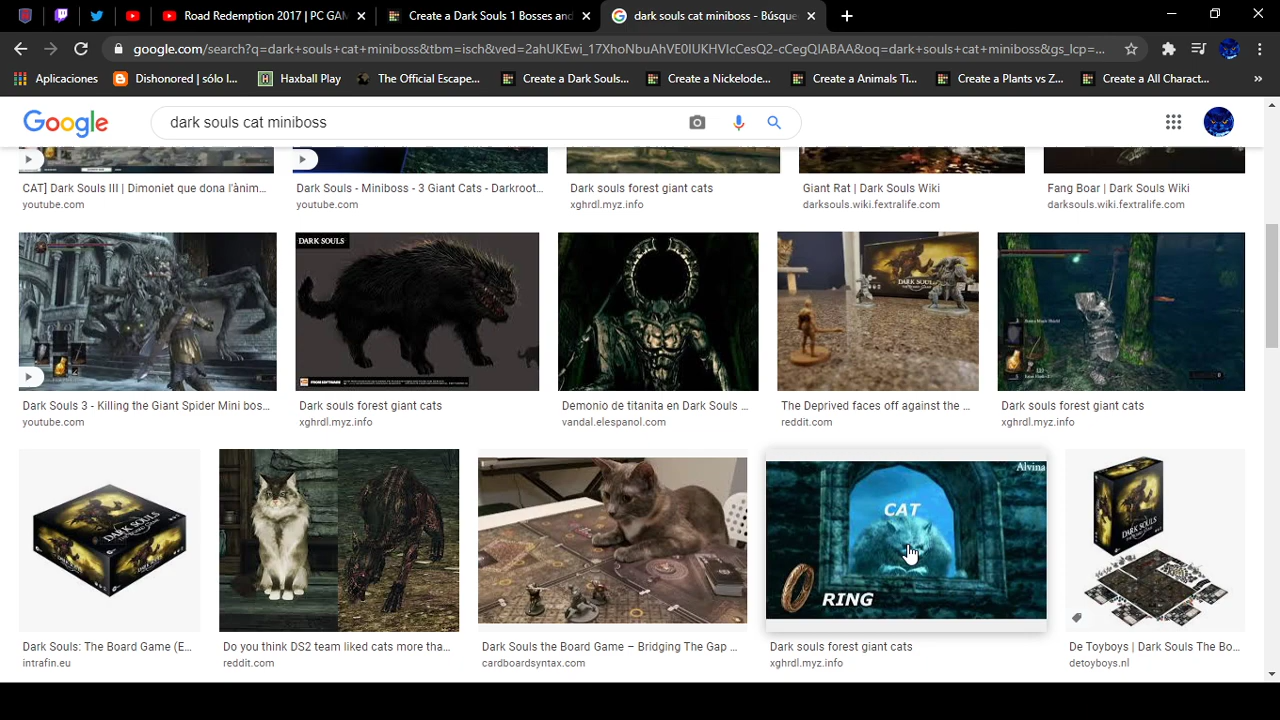 Road Redemption 2017 | PC GAM
Create a Dark Souls 1 Bosses and
dark souls cat miniboss - Búsque
google.com/search?q=dark+souls+cat+miniboss&tbm=isch&ved=2ahUKEwi_17XhoNbuAhVE0IUKHVIcCesQ2-cCegQIABAA&oq=dark+souls+cat+miniboss&gs_lcp=...
Aplicaciones
Dishonored | sólo l...
Haxball Play
The Official Escape...
Create a Dark Souls...
Create a Nickelode...
Create a Animals Ti...
Create a Plants vs Z...
Create a All Charact...
Google
dark souls cat miniboss
CAT] Dark Souls III | Dimoniet que dona l'ànim...
youtube.com
Dark Souls - Miniboss - 3 Giant Cats - Darkroot...
youtube.com
Dark souls forest giant cats
xghrdl.myz.info
Giant Rat | Dark Souls Wiki
darksouls.wiki.fextralife.com
Fang Boar | Dark Souls Wiki
darksouls.wiki.fextralife.com
DARK SOULS
DARK SOULS
Dark Souls 3 - Killing the Giant Spider Mini bos...
youtube.com
Dark souls forest giant cats
xghrdl.myz.info
Demonio de titanita en Dark Souls ...
vandal.elespanol.com
The Deprived faces off against the ...
reddit.com
Dark souls forest giant cats
xghrdl.myz.info
DARK SOULS
Alvina
CAT
RING
DARK SOULS
Dark Souls: The Board Game (E...
intrafin.eu
Do you think DS2 team liked cats more tha...
reddit.com
Dark Souls the Board Game – Bridging The Gap ...
cardboardsyntax.com
Dark souls forest giant cats
xghrdl.myz.info
De Toyboys | Dark Souls The Bo...
detoyboys.nl